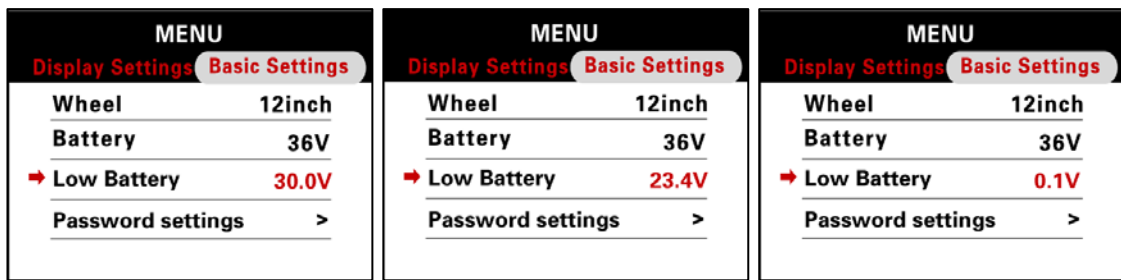 MENU
Display Settings Basic Settings
Wheel 12inch
Battery 36V
Low Battery 30.0V
Password settings >
MENU
Display Settings Basic Settings
Wheel 12inch
Battery 36V
Low Battery 23.4V
Password settings >
MENU
Display Settings Basic Settings
Wheel 12inch
Battery 36V
Low Battery 0.1V
Password settings >